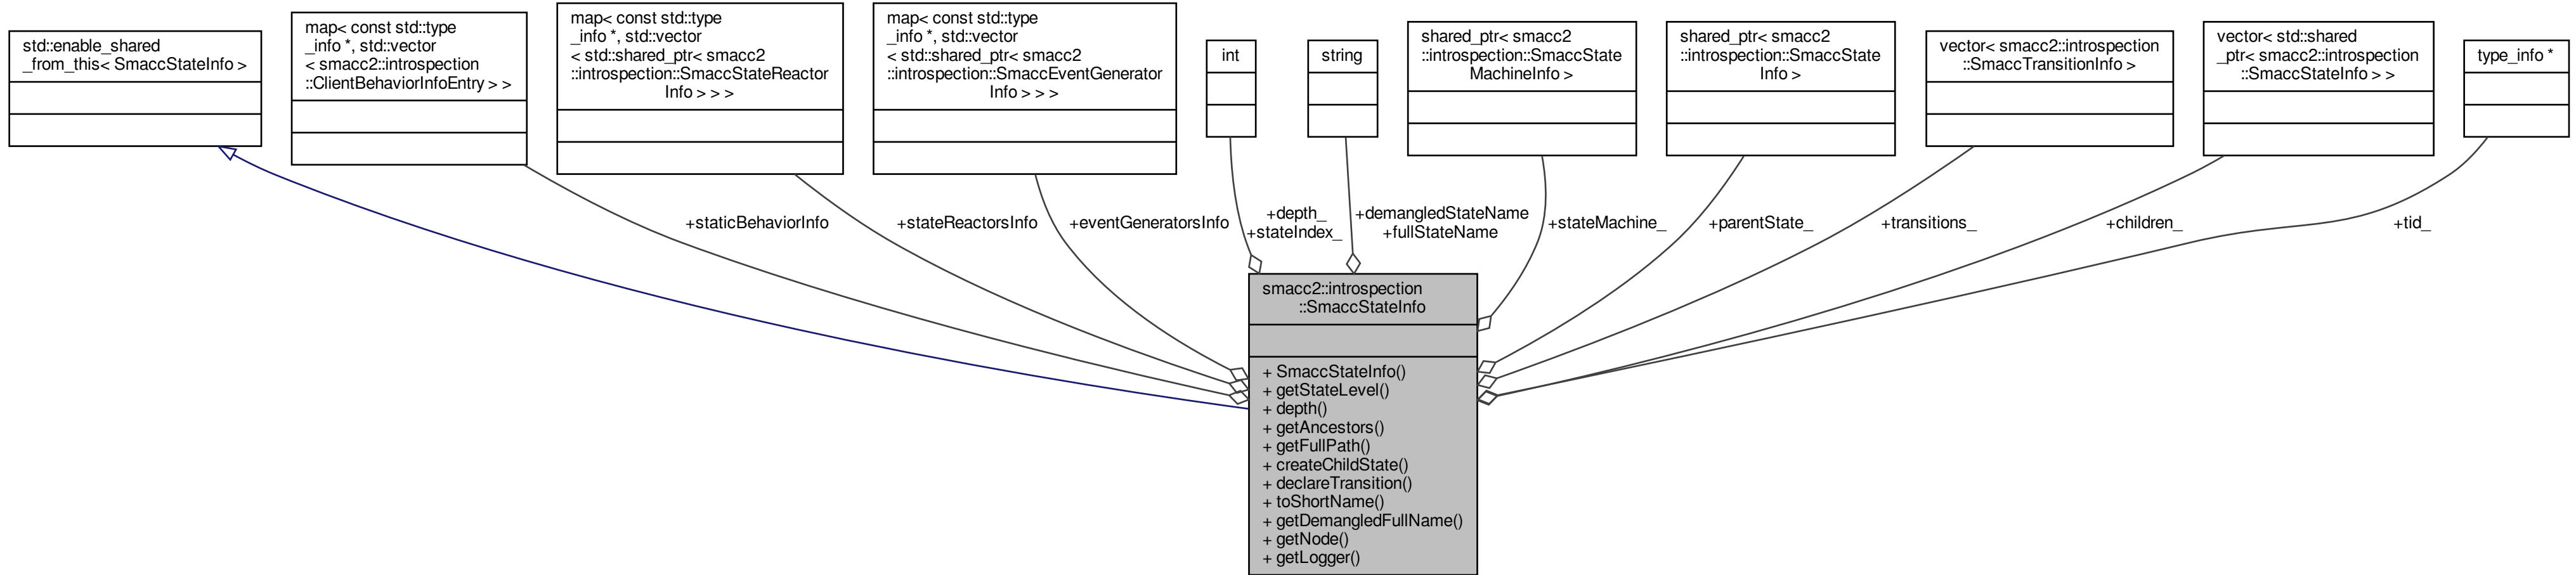 std::enable_shared
_from_this< SmaccStateInfo >
map< const std::type
_info *, std::vector
< smacc2::introspection
::ClientBehaviorInfoEntry > >
map< const std::type
_info *, std::vector
< std::shared_ptr< smacc2
::introspection::SmaccStateReactor
Info > > >
map< const std::type
_info *, std::vector
< std::shared_ptr< smacc2
::introspection::SmaccEventGenerator
Info > > >
int
string
shared_ptr< smacc2
::introspection::SmaccState
MachineInfo >
shared_ptr< smacc2
::introspection::SmaccState
Info >
vector< smacc2::introspection
::SmaccTransitionInfo >
vector< std::shared
_ptr< smacc2::introspection
::SmaccStateInfo > >
type_info *
+staticBehaviorInfo
+stateReactorsInfo
+eventGeneratorsInfo
+depth_
+stateIndex_
+demangledStateName
+fullStateName
+stateMachine_
+parentState_
+transitions_
+children_
+tid_
smacc2::introspection
::SmaccStateInfo
+ SmaccStateInfo()
+ getStateLevel()
+ depth()
+ getAncestors()
+ getFullPath()
+ createChildState()
+ declareTransition()
+ toShortName()
+ getDemangledFullName()
+ getNode()
+ getLogger()